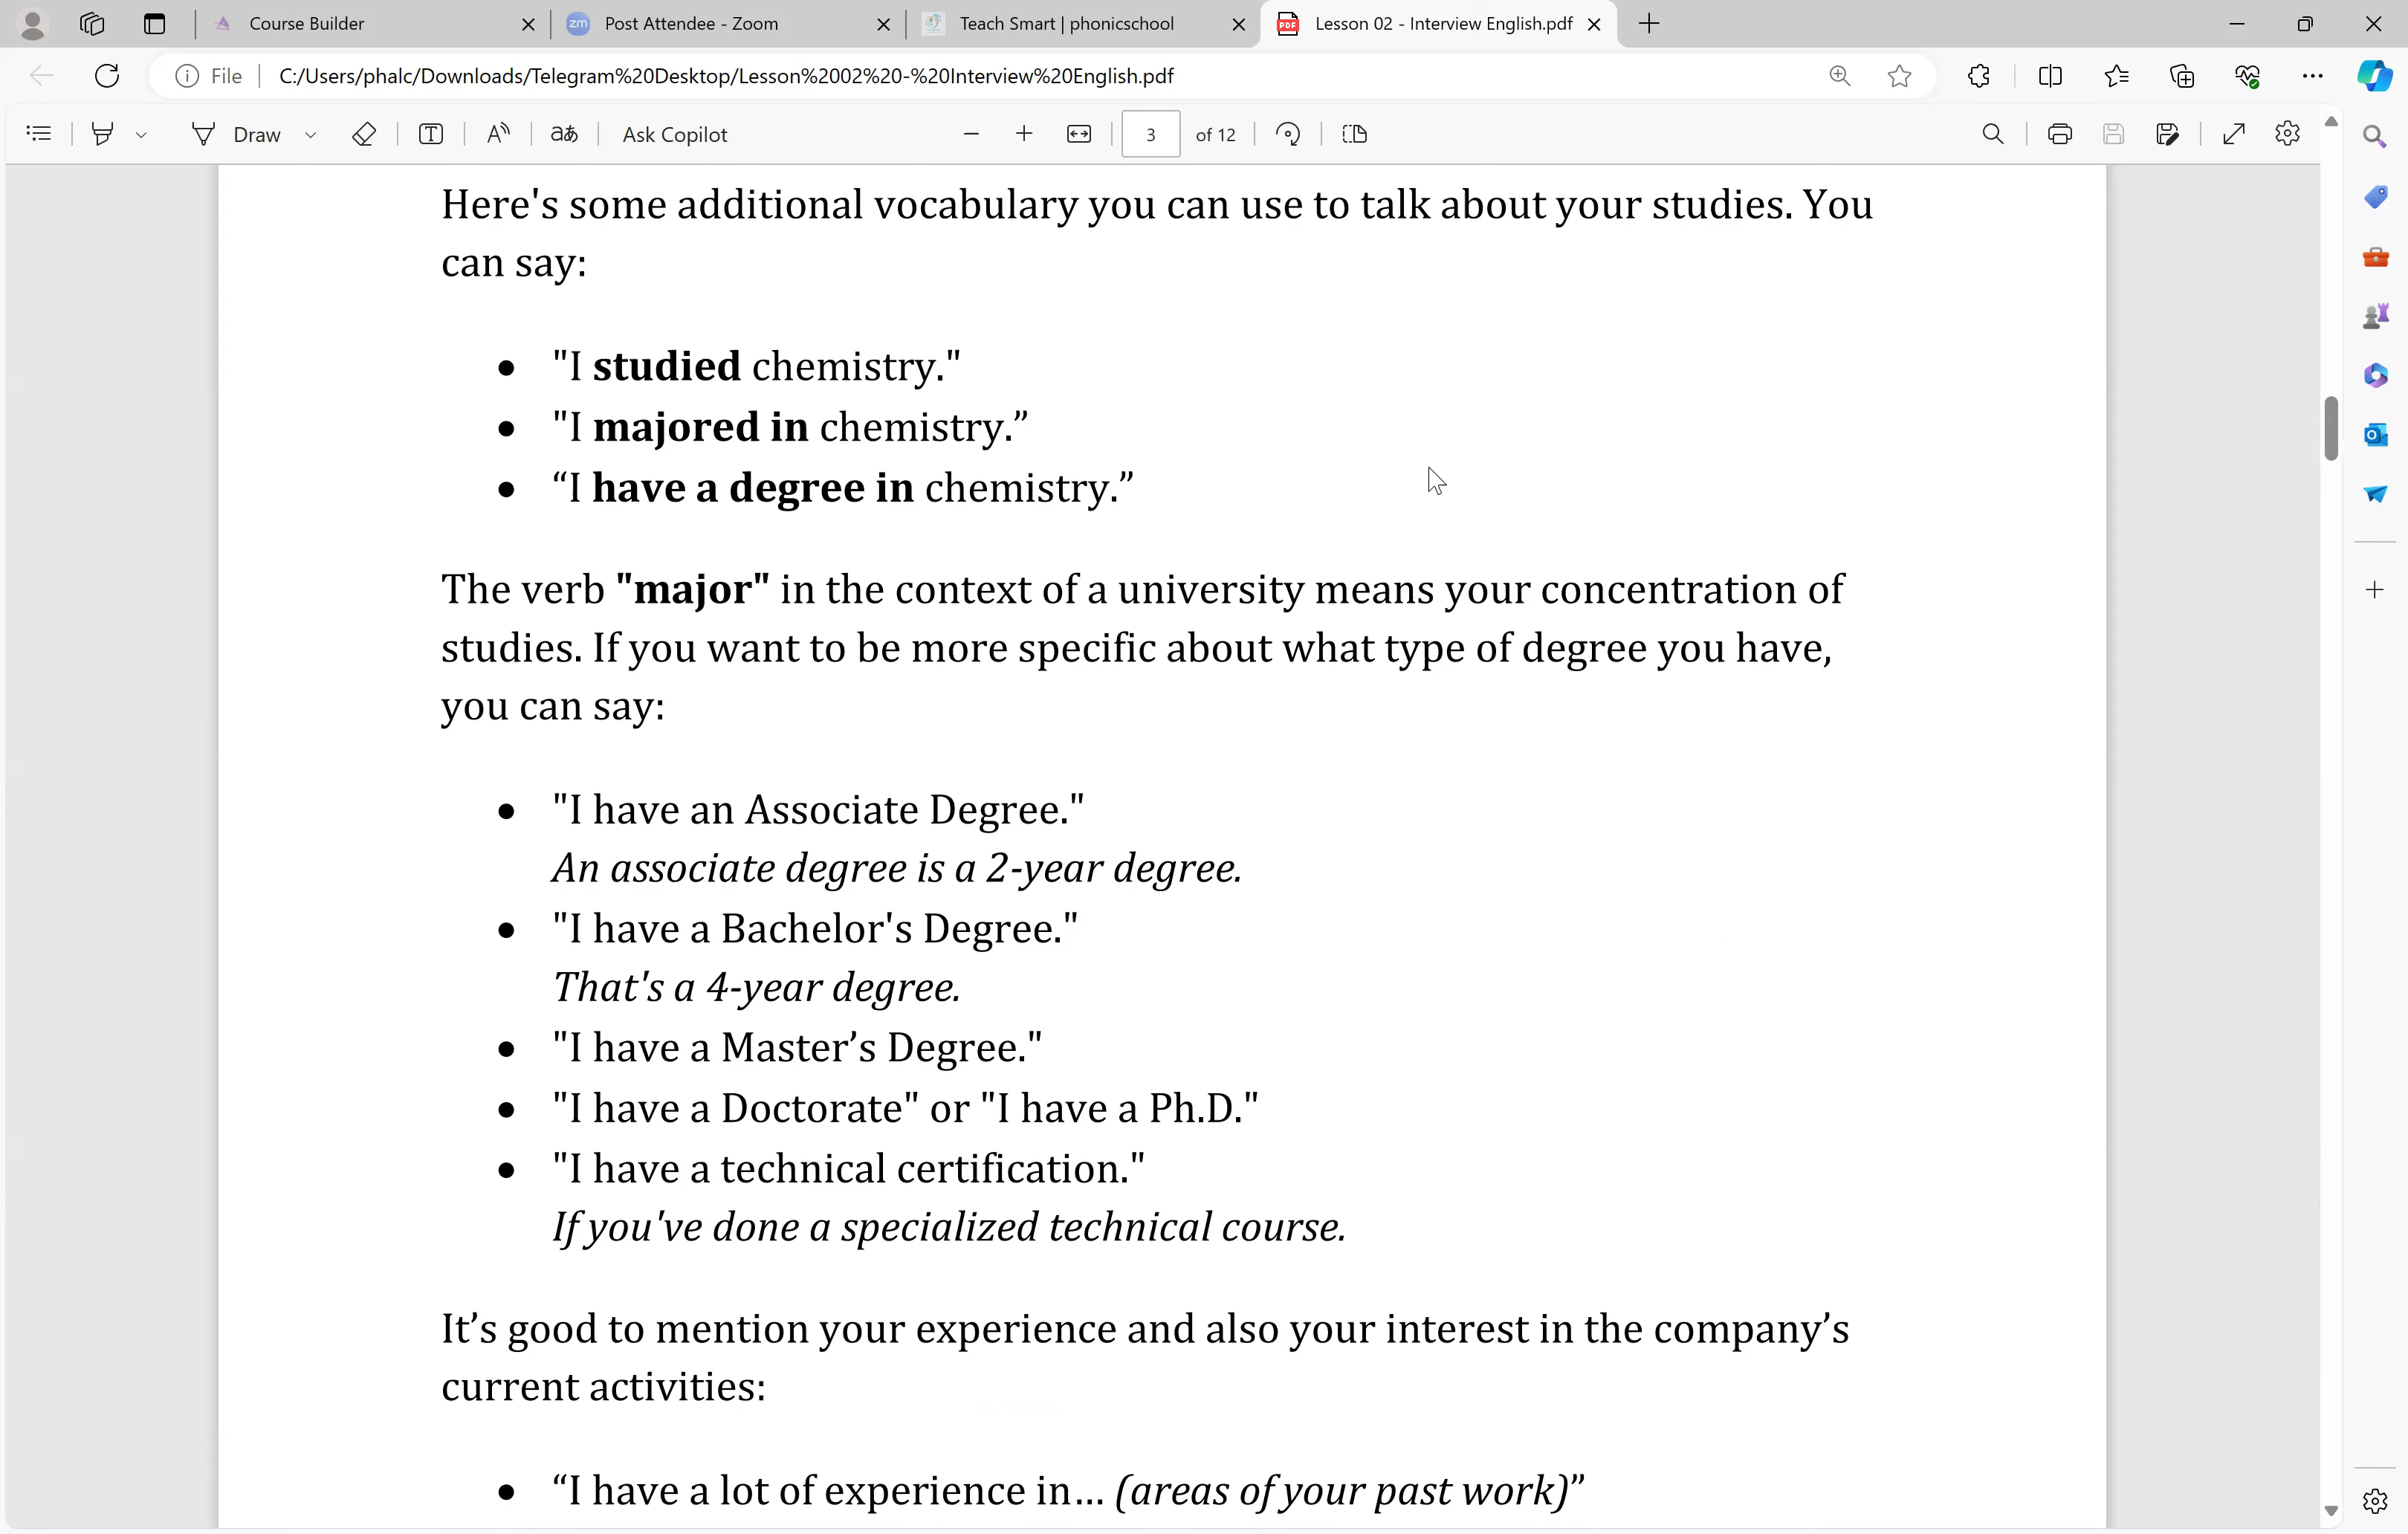 Course Builder
Post Attendee - Zoom
Teach Smart | phonicschool
Lesson 02 - Interview English.pdf
File
C:/Users/phalc/Downloads/Telegram%20Desktop/Lesson%2002%20-%20Interview%20English.pdf
Draw
Ask Copilot
3 of 12
Here's some additional vocabulary you can use to talk about your studies. You
can say:
• "I studied chemistry."
• "I majored in chemistry.”
• “I have a degree in chemistry.”
The verb "major" in the context of a university means your concentration of
studies. If you want to be more specific about what type of degree you have,
you can say:
• "I have an Associate Degree."
An associate degree is a 2-year degree.
• "I have a Bachelor's Degree."
That's a 4-year degree.
• "I have a Master’s Degree."
• "I have a Doctorate" or "I have a Ph.D."
• "I have a technical certification."
If you've done a specialized technical course.
It’s good to mention your experience and also your interest in the company’s
current activities:
• “I have a lot of experience in... (areas of your past work)”